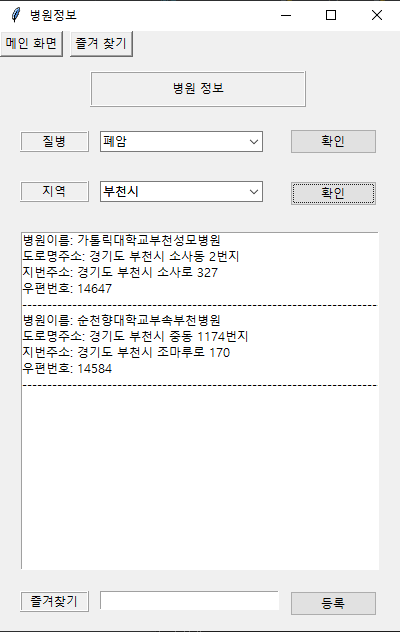 병원정보
메인 화면 즐겨 찾기
병원 정보
질병 폐암 확인
지역 부천시 확인
병원이름: 가톨릭대학교부천성모병원
도로명주소: 경기도 부천시 소사동 2번지
지번주소: 경기도 부천시 소사로 327
우편번호: 14647
--------------------------------------------------------------------
병원이름: 순천향대학교부속부천병원
도로명주소: 경기도 부천시 중동 1174번지
지번주소: 경기도 부천시 조마루로 170
우편번호: 14584
--------------------------------------------------------------------
즐겨찾기 등록